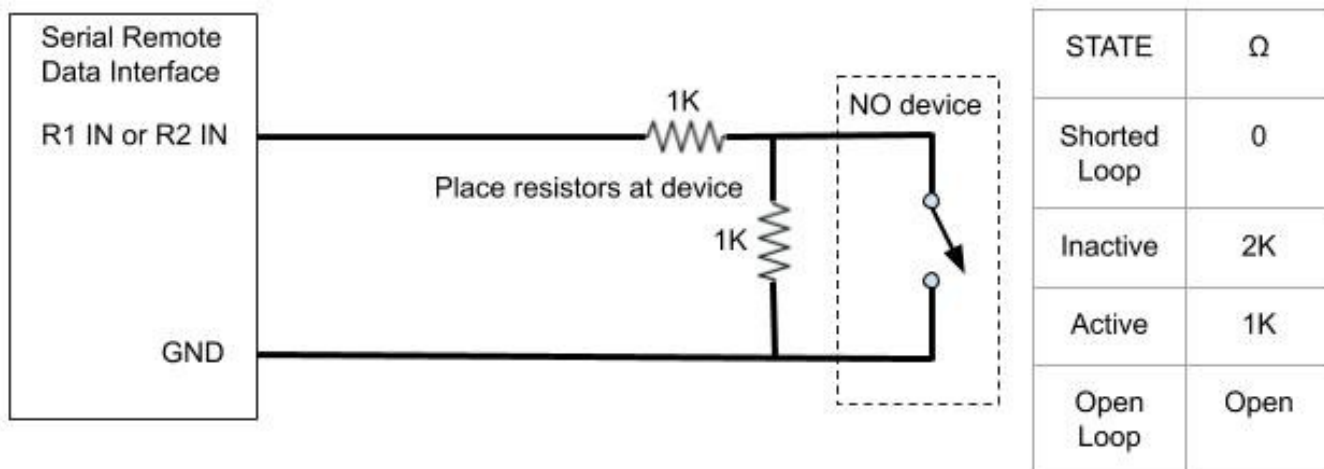 Serial Remote
Data Interface
R1 IN or R2 IN
GND
1K
Place resistors at device
1K
NO device
STATE Ω
Shorted
Loop
0
Inactive 2K
Active 1K
Open
Loop
Open